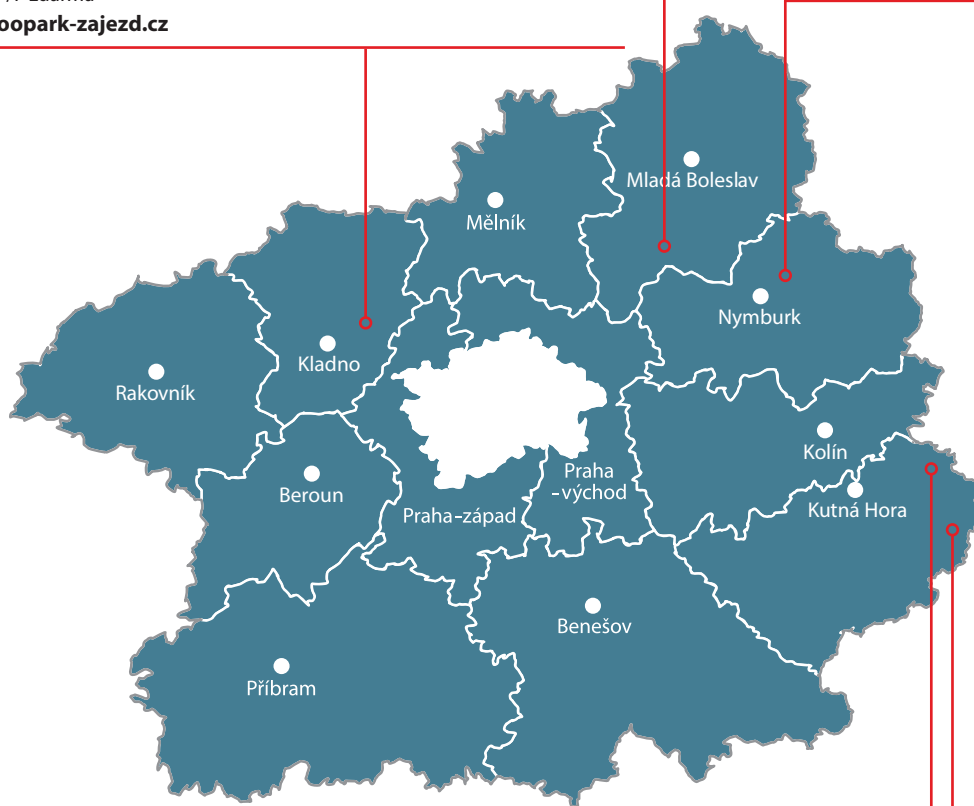 zdarma
oopark-zajezd.cz
Mladá Boleslav
Mělník
Nymburk
Kladno
Rakovník
Kolín
Praha
-východ
Beroun
Kutná Hora
Praha-západ
Benešov
Příbram